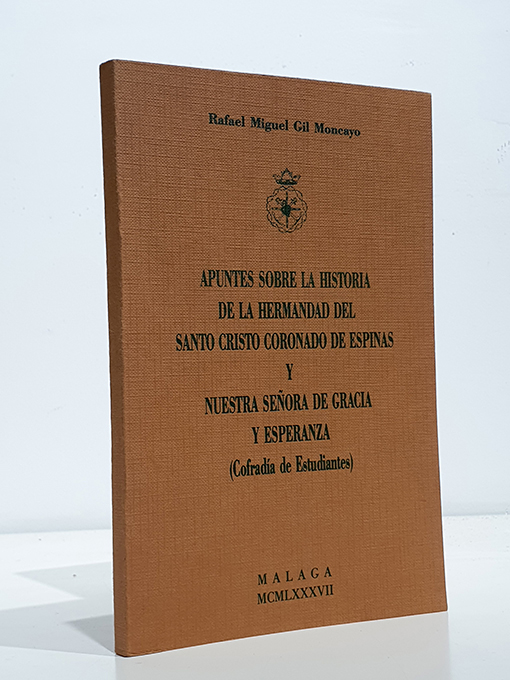 Rafael Miguel Gil Moncayo
APUNTES SOBRE LA HISTORIA
DE LA HERMANDAD DEL
SANTO CRISTO CORONADO DE ESPINAS
Y
NUESTRA SEÑORA DE GRACIA
Y ESPERANZA
(Cofradía de Estudiantes)
MALAGA
MCMLXXXVII